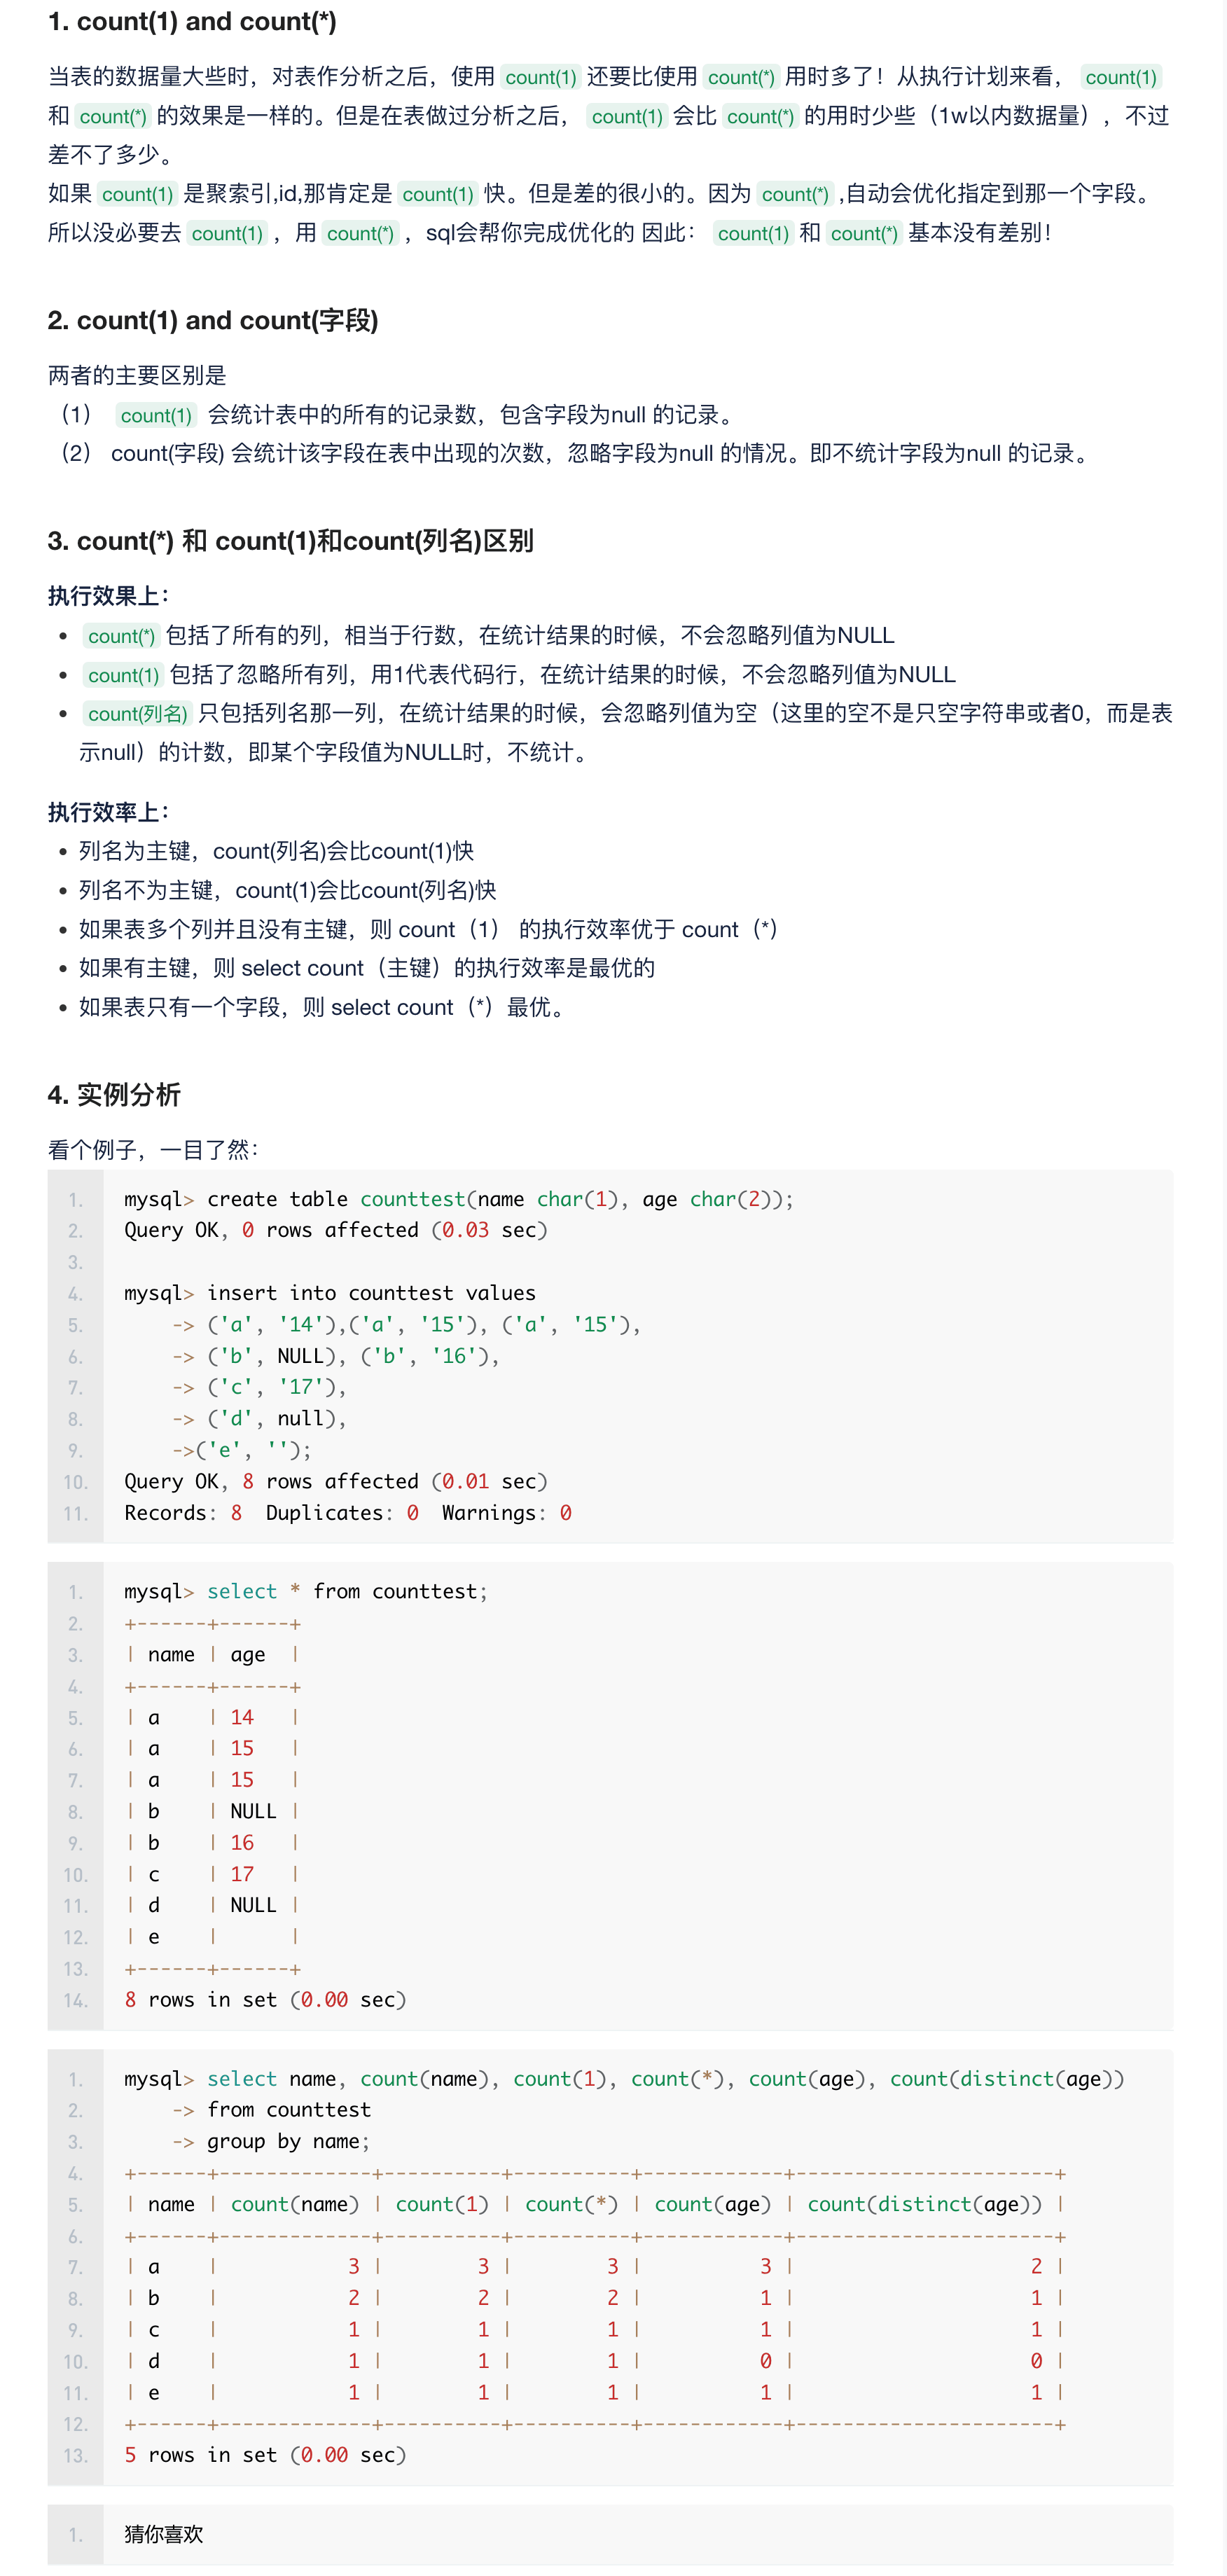 1. count(1) and count(*)
当表的数据量大些时，对表作分析之后，使用 count(1) 还要比使用 count(*) 用时多了！从执行计划来看， count(1)
和 count(*) 的效果是一样的。但是在表做过分析之后， count(1) 会比 count(*) 的用时少些（1w以内数据量），不过
差不了多少。
如果 count(1) 是聚索引,id,那肯定是 count(1) 快。但是差的很小的。因为 count(*) ,自动会优化指定到那一个字段。
所以没必要去 count(1) ，用 count(*) ，sql会帮你完成优化的 因此： count(1) 和 count(*) 基本没有差别！
2. count(1) and count(字段)
两者的主要区别是
（1） count(1) 会统计表中的所有的记录数，包含字段为null 的记录。
（2） count(字段) 会统计该字段在表中出现的次数，忽略字段为null 的情况。即不统计字段为null 的记录。
3. count(*) 和 count(1)和count(列名)区别
执行效果上：
• count(*) 包括了所有的列，相当于行数，在统计结果的时候，不会忽略列值为NULL
• count(1) 包括了忽略所有列，用1代表代码行，在统计结果的时候，不会忽略列值为NULL
• count(列名) 只包括列名那一列，在统计结果的时候，会忽略列值为空（这里的空不是只空字符串或者0，而是表
示null）的计数，即某个字段值为NULL时，不统计。
执行效率上：
• 列名为主键，count(列名)会比count(1)快
• 列名不为主键，count(1)会比count(列名)快
• 如果表多个列并且没有主键，则 count（1） 的执行效率优于 count（*）
• 如果有主键，则 select count（主键）的执行效率是最优的
• 如果表只有一个字段，则 select count（*）最优。
4. 实例分析
看个例子，一目了然：
1. mysql> create table counttest(name char(1), age char(2));
2. Query OK, 0 rows affected (0.03 sec)
3.
4. mysql> insert into counttest values
5.     -> ('a', '14'),('a', '15'), ('a', '15'),
6.     -> ('b', NULL), ('b', '16'),
7.     -> ('c', '17'),
8.     -> ('d', null),
9.     ->('e', '');
10. Query OK, 8 rows affected (0.01 sec)
11. Records: 8  Duplicates: 0  Warnings: 0
1. mysql> select * from counttest;
2. +------+------+
3. | name | age  |
4. +------+------+
5. | a    | 14   |
6. | a    | 15   |
7. | a    | 15   |
8. | b    | NULL |
9. | b    | 16   |
10. | c    | 17   |
11. | d    | NULL |
12. | e    |      |
13. +------+------+
14. 8 rows in set (0.00 sec)
1. mysql> select name, count(name), count(1), count(*), count(age), count(distinct(age))
2.     -> from counttest
3.     -> group by name;
4. +------+-------------+----------+----------+------------+----------------------+
5. | name | count(name) | count(1) | count(*) | count(age) | count(distinct(age)) |
6. +------+-------------+----------+----------+------------+----------------------+
7. | a    |           3 |        3 |        3 |          3 |                    2 |
8. | b    |           2 |        2 |        2 |          1 |                    1 |
9. | c    |           1 |        1 |        1 |          1 |                    1 |
10. | d    |           1 |        1 |        1 |          0 |                    0 |
11. | e    |           1 |        1 |        1 |          1 |                    1 |
12. +------+-------------+----------+----------+------------+----------------------+
13. 5 rows in set (0.00 sec)
1. 猜你喜欢